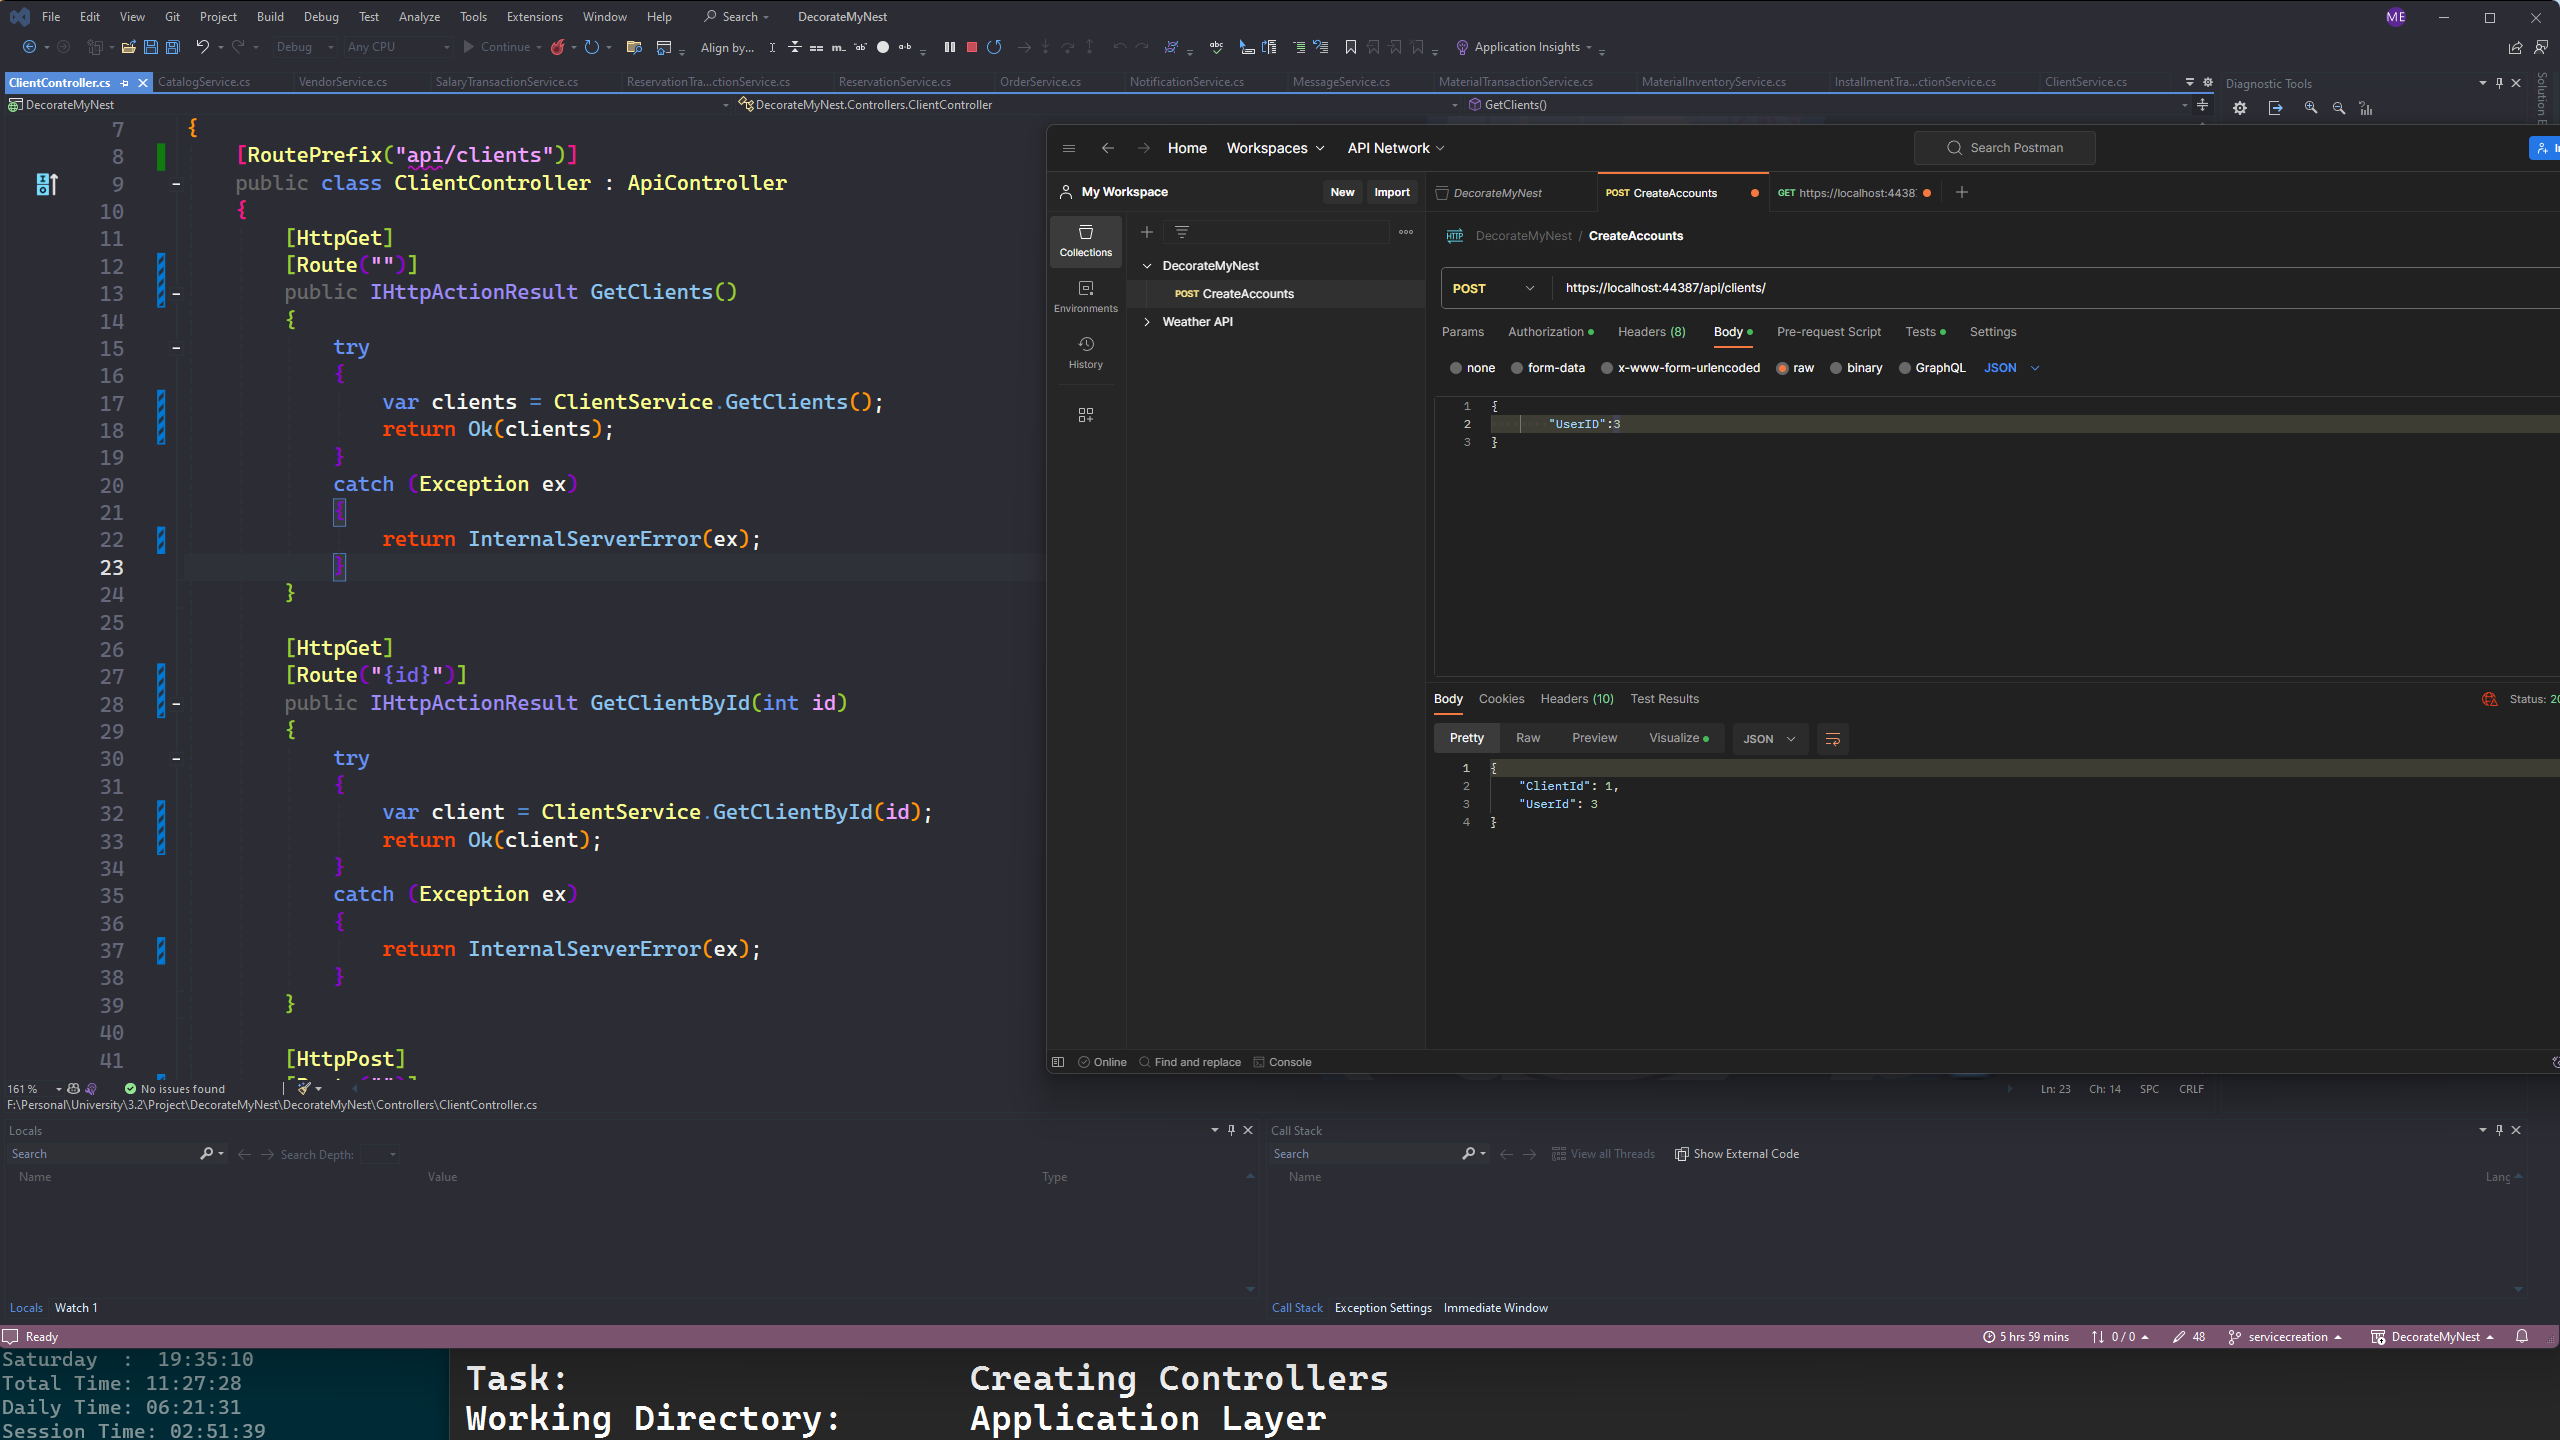 File Edit View Git Project Build Debug Test Analyze Tools Extensions Window Help Search DecorateMyNest ME
Debug Any CPU Continue Align by... Application Insights
ClientController.cs CatalogService.cs VendorService.cs SalaryTransactionService.cs ReservationTra...ctionService.cs ReservationService.cs OrderService.cs NotificationService.cs MessageService.cs MaterialTransactionService.cs MaterialInventoryService.cs InstallmentTra...ctionService.cs ClientService.cs Diagnostic Tools
DecorateMyNest DecorateMyNest.Controllers.ClientController GetClients()
7 {
8 [RoutePrefix("api/clients")]
9 public class ClientController : ApiController
10 {
11 [HttpGet]
12 [Route("")]
13 public IHttpActionResult GetClients()
14 {
15 try
16 {
17 var clients = ClientService.GetClients();
18 return Ok(clients);
19 }
20 catch (Exception ex)
21 {
22 return InternalServerError(ex);
23 }
24 }
25
26 [HttpGet]
27 [Route("{id}")]
28 public IHttpActionResult GetClientById(int id)
29 {
30 try
31 {
32 var client = ClientService.GetClientById(id);
33 return Ok(client);
34 }
35 catch (Exception ex)
36 {
37 return InternalServerError(ex);
38 }
39 }
40
41 [HttpPost]
Home Workspaces API Network Search Postman
My Workspace New Import DecorateMyNest POST CreateAccounts GET https://localhost:4438
Collections
Environments
History
DecorateMyNest
POST CreateAccounts
Weather API
HTTP DecorateMyNest / CreateAccounts
POST https://localhost:44387/api/clients/
Params Authorization Headers (8) Body Pre-request Script Tests Settings
none form-data x-www-form-urlencoded raw binary GraphQL JSON
1 {
2 "UserID":3
3 }
Body Cookies Headers (10) Test Results Status: 20
Pretty Raw Preview Visualize JSON
1 {
2 "ClientId": 1,
3 "UserId": 3
4 }
Online Find and replace Console
161 % No issues found Ln: 23 Ch: 14 SPC CRLF
F:\Personal\University\3.2\Project\DecorateMyNest\DecorateMyNest\Controllers\ClientController.cs
Locals
Search Search Depth:
Name Value Type
Locals Watch 1
Call Stack
Search View all Threads Show External Code
Name Lang
Call Stack Exception Settings Immediate Window
Ready 5 hrs 59 mins 0 / 0 48 servicecreation DecorateMyNest
Saturday : 19:35:10
Total Time: 11:27:28
Daily Time: 06:21:31
Session Time: 02:51:39
Task: Creating Controllers
Working Directory: Application Layer